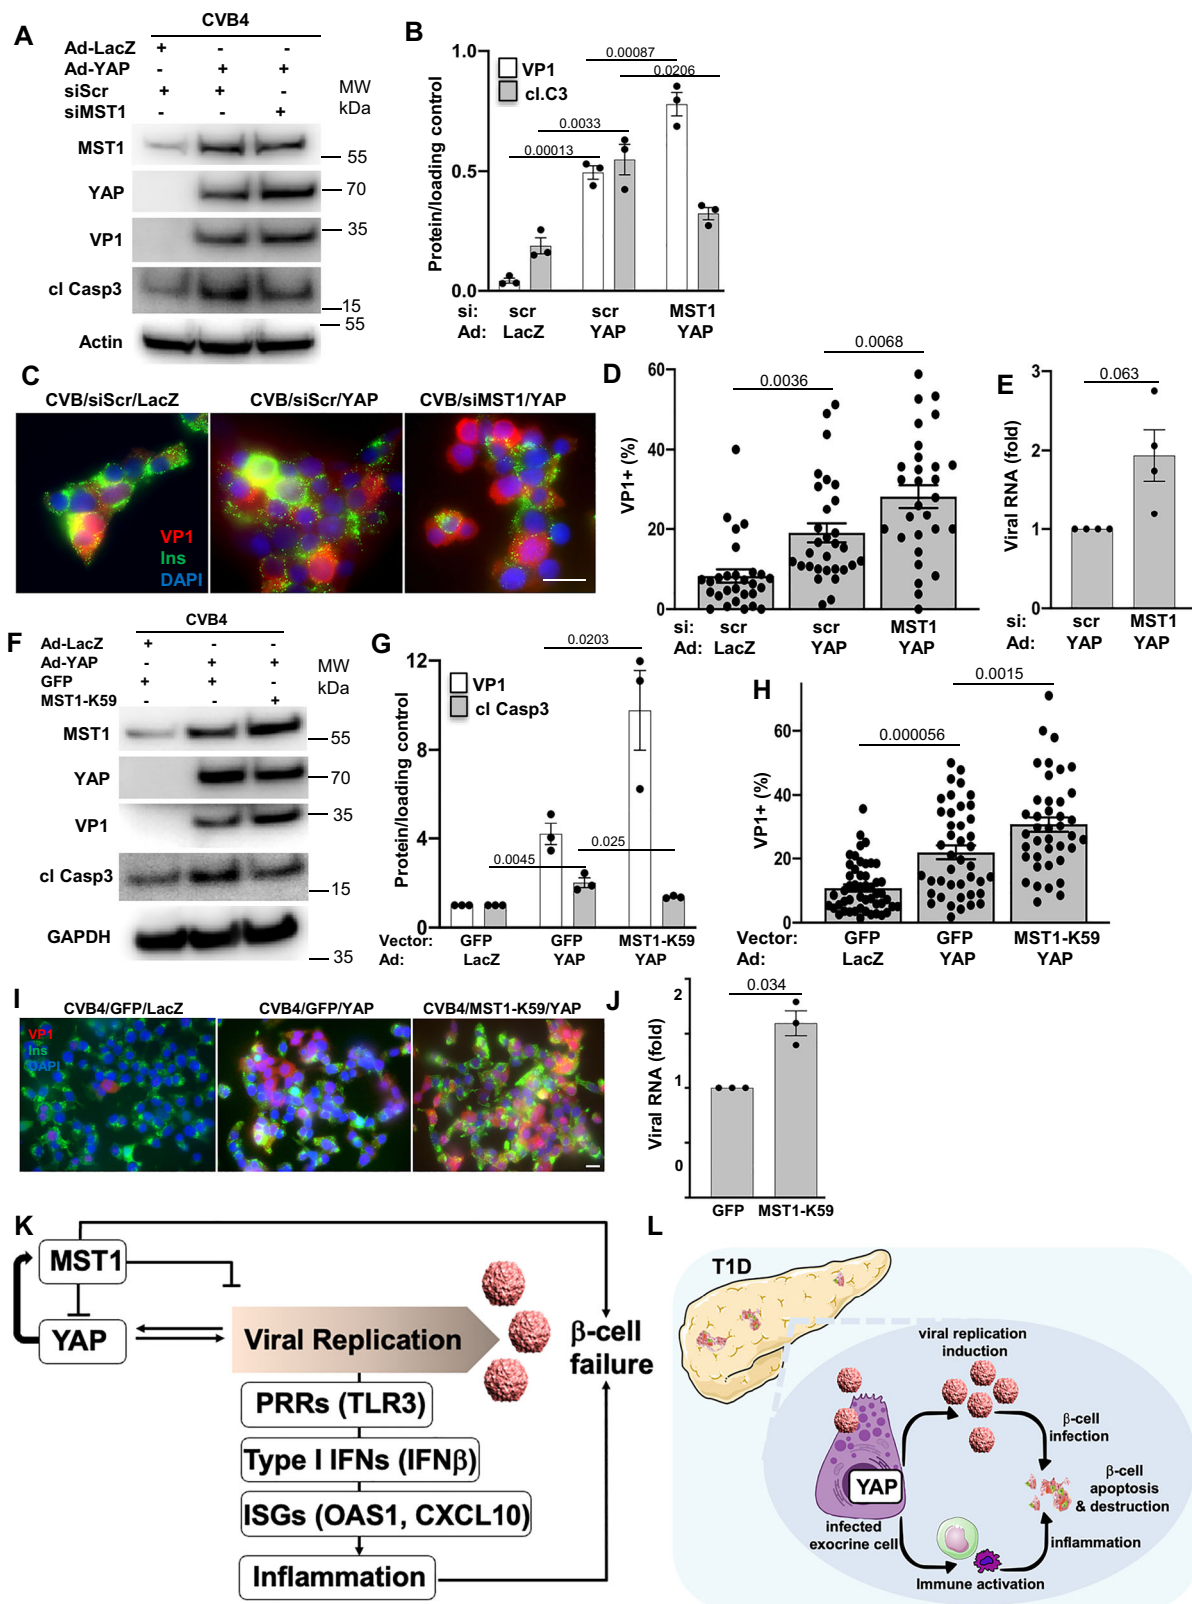 A
CVB4
Ad-LacZ + - -
Ad-YAP - + +
siScr + + -
siMST1 - - +
MW
kDa
MST1
55
YAP
70
VP1
35
cl Casp3
15
55
Actin
B
Protein/loading control
1.0
0.5
0.0
VP1
cl.C3
0.00087
0.0206
0.0033
0.00013
si: scr scr MST1
Ad: LacZ YAP YAP
C
CVB/siScr/LacZ
CVB/siScr/YAP
CVB/siMST1/YAP
VP1
Ins
DAPI
D
VP1+ (%)
60
40
20
0
0.0036
0.0068
si: scr scr MST1
Ad: LacZ YAP YAP
E
Viral RNA (fold)
3
2
1
0
0.063
si: scr MST1
Ad: YAP YAP
F
CVB4
Ad-LacZ + - -
Ad-YAP - + +
GFP + + -
MST1-K59 - - +
MW
kDa
MST1
55
YAP
70
VP1
35
cl Casp3
15
GAPDH
35
G
Protein/loading control
12
8
4
0
VP1
cl Casp3
0.0203
0.0045
0.025
Vector: GFP GFP MST1-K59
Ad: LacZ YAP YAP
H
VP1+ (%)
60
40
20
0
0.000056
0.0015
Vector: GFP GFP MST1-K59
Ad: LacZ YAP YAP
I
CVB4/GFP/LacZ
CVB4/GFP/YAP
CVB4/MST1-K59/YAP
VP1
Ins
DAPI
J
Viral RNA (fold)
2
1
0
0.034
GFP MST1-K59
K
MST1
YAP
Viral Replication
β-cell
failure
PRRs (TLR3)
Type I IFNs (IFNβ)
ISGs (OAS1, CXCL10)
Inflammation
L
T1D
viral replication
induction
β-cell
infection
YAP
infected
exocrine cell
β-cell
apoptosis
& destruction
inflammation
Immune activation